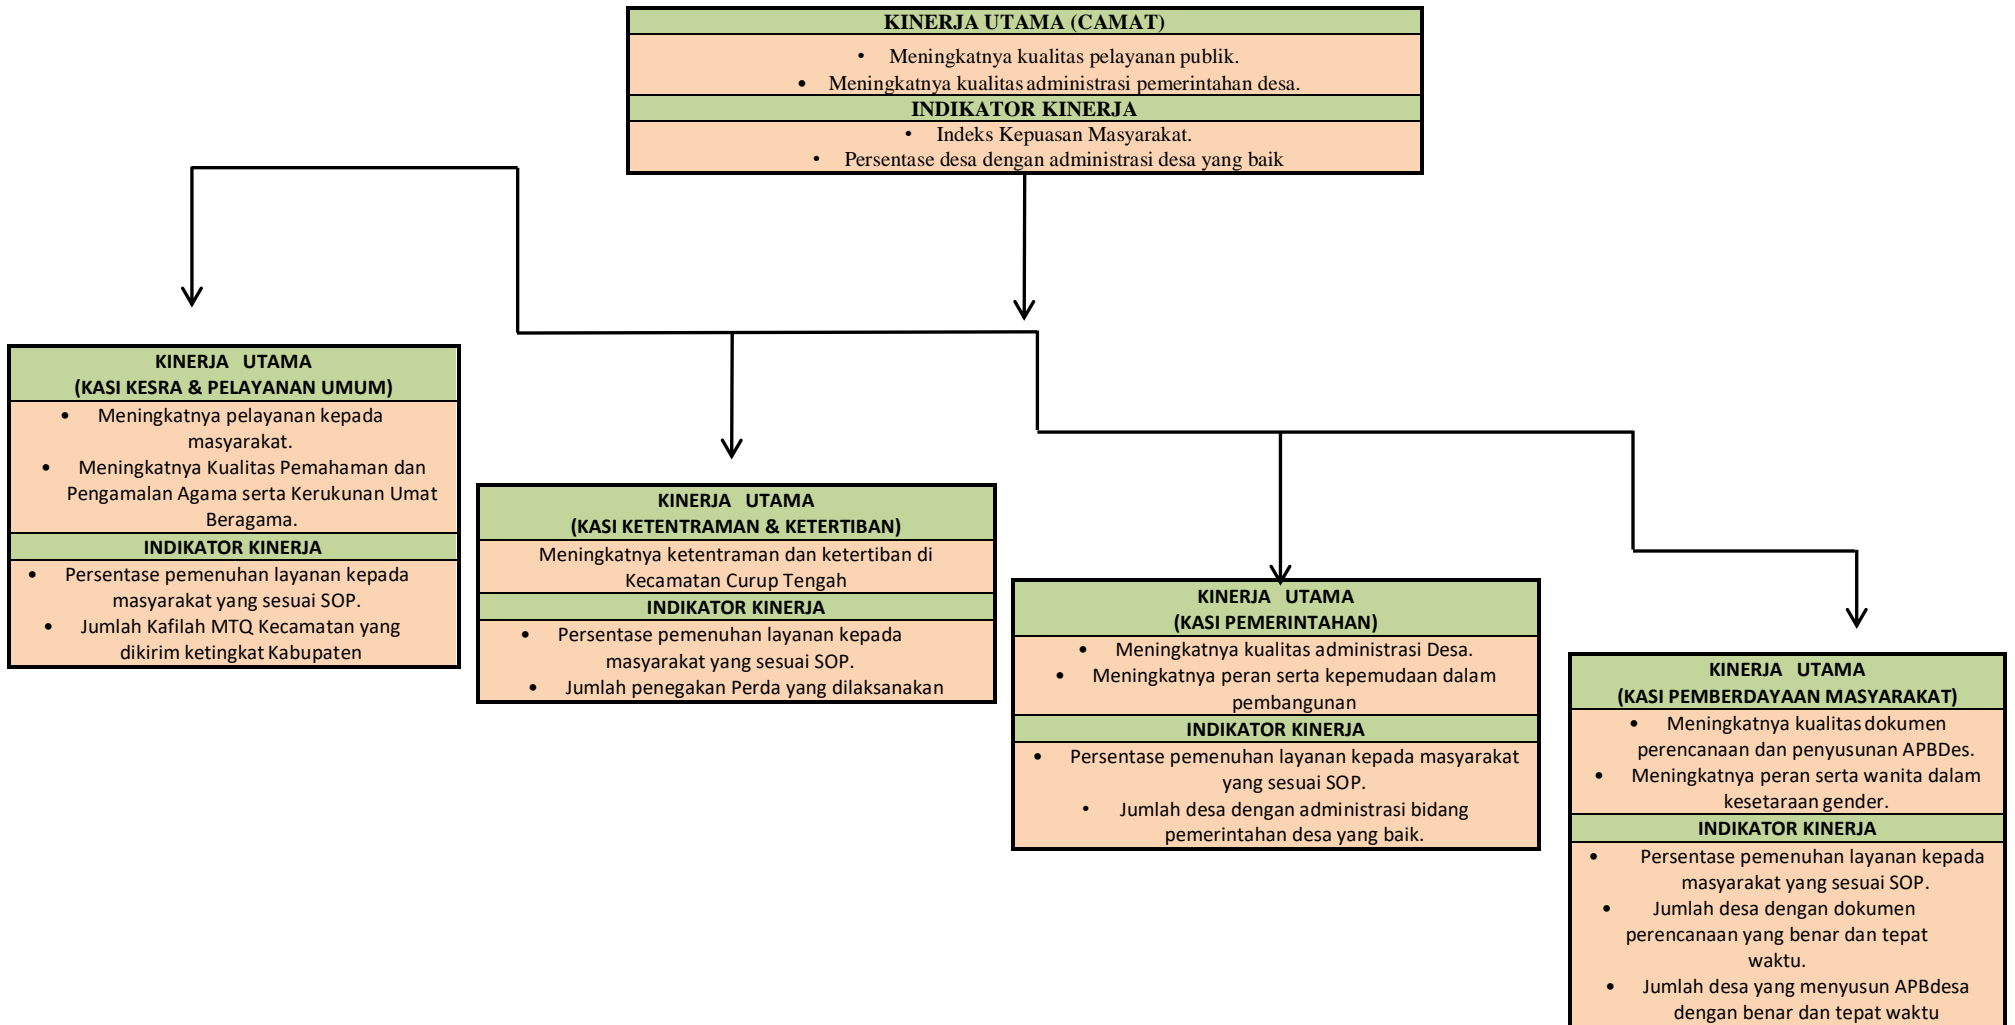 KINERJA UTAMA (CAMAT)
• Meningkatnya kualitas pelayanan publik.
• Meningkatnya kualitas administrasi pemerintahan desa.
INDIKATOR KINERJA
• Indeks Kepuasan Masyarakat.
• Persentase desa dengan administrasi desa yang baik
KINERJA UTAMA
(KASI KESRA & PELAYANAN UMUM)
• Meningkatnya pelayanan kepada
masyarakat.
• Meningkatnya Kualitas Pemahaman dan
Pengamalan Agama serta Kerukunan Umat
Beragama.
INDIKATOR KINERJA
• Persentase pemenuhan layanan kepada
masyarakat yang sesuai SOP.
• Jumlah Kafilah MTQ Kecamatan yang
dikirim ketingkat Kabupaten
KINERJA UTAMA
(KASI KETENTRAMAN & KETERTIBAN)
Meningkatnya ketentraman dan ketertiban di
Kecamatan Curup Tengah
INDIKATOR KINERJA
• Persentase pemenuhan layanan kepada
masyarakat yang sesuai SOP.
• Jumlah penegakan Perda yang dilaksanakan
KINERJA UTAMA
(KASI PEMERINTAHAN)
• Meningkatnya kualitas administrasi Desa.
• Meningkatnya peran serta kepemudaan dalam
pembangunan
INDIKATOR KINERJA
• Persentase pemenuhan layanan kepada masyarakat
yang sesuai SOP.
• Jumlah desa dengan administrasi bidang
pemerintahan desa yang baik.
KINERJA UTAMA
(KASI PEMBERDAYAAN MASYARAKAT)
• Meningkatnya kualitas dokumen
perencanaan dan penyusunan APBDes.
• Meningkatnya peran serta wanita dalam
kesetaraan gender.
INDIKATOR KINERJA
• Persentase pemenuhan layanan kepada
masyarakat yang sesuai SOP.
• Jumlah desa dengan dokumen
perencanaan yang benar dan tepat
waktu.
• Jumlah desa yang menyusun APBdesa
dengan benar dan tepat waktu